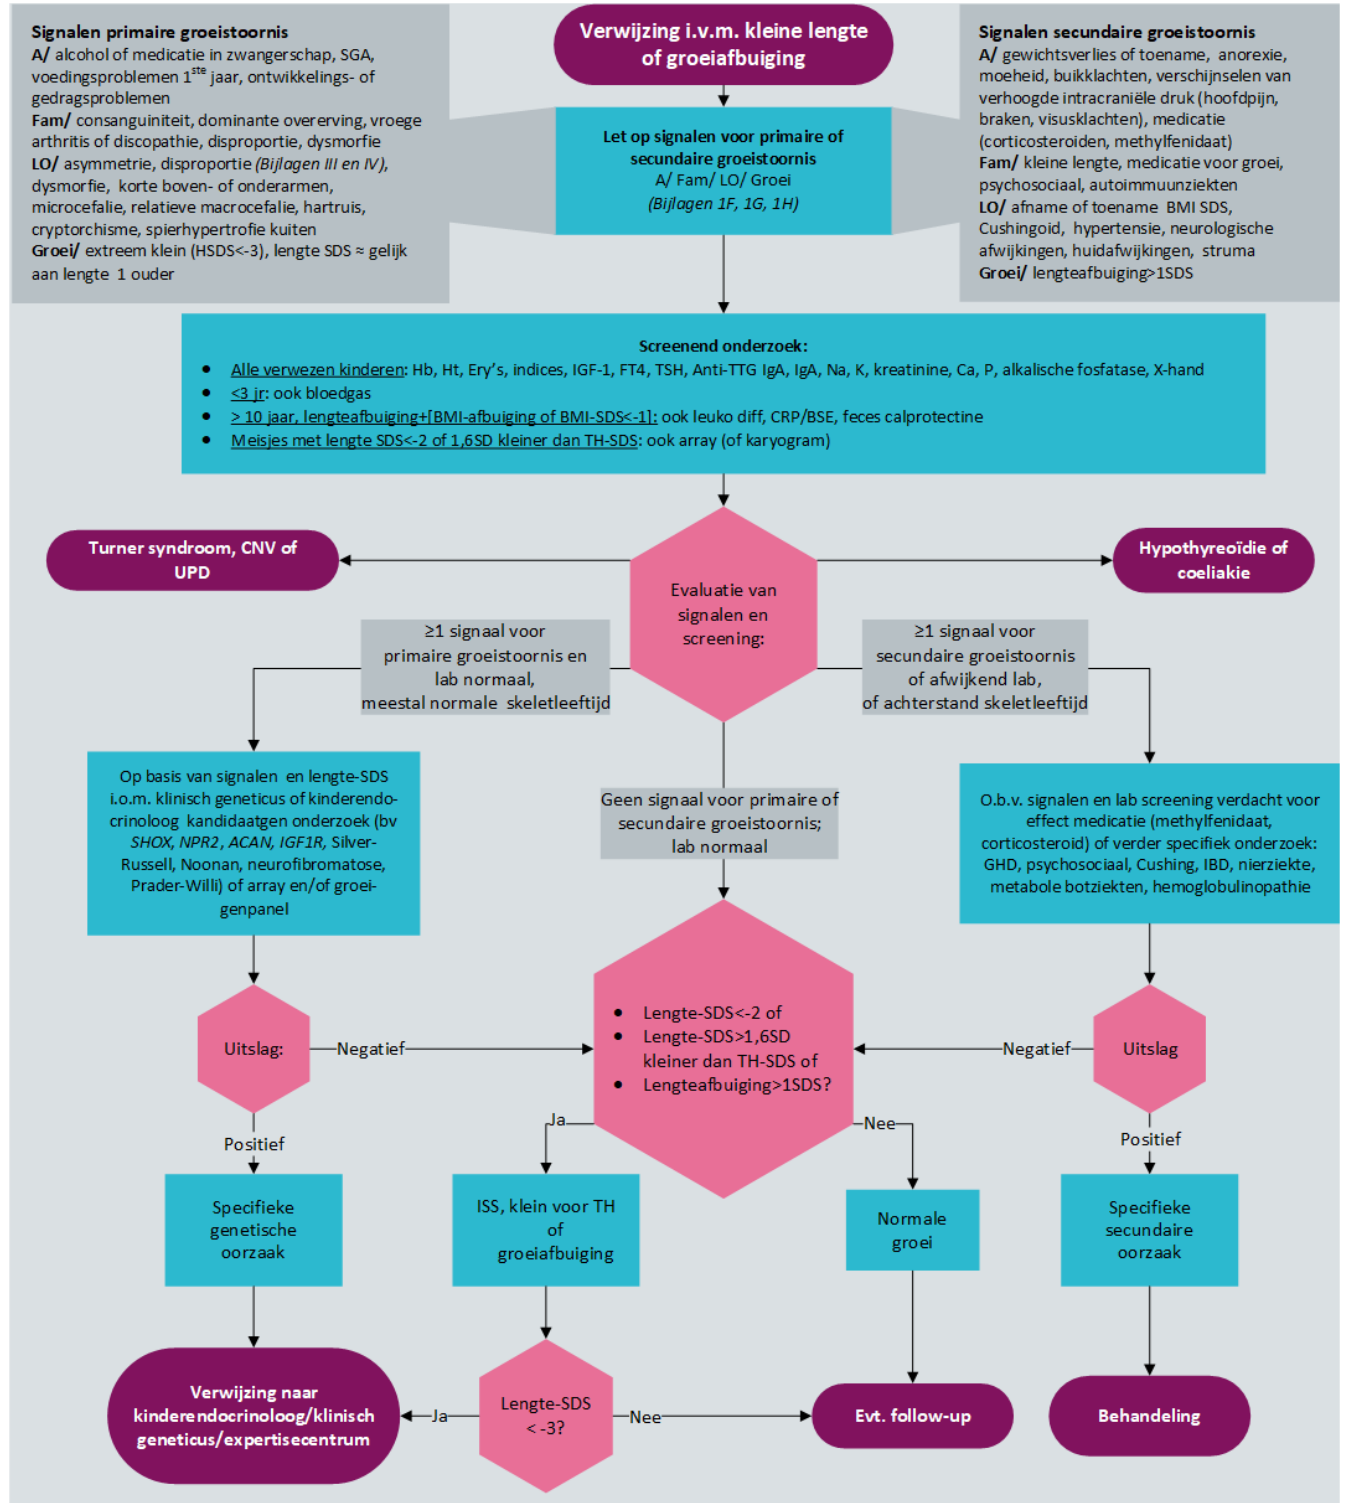 Verwijzing i.v.m. kleine lengte
of groeiafbuiging
Signalen primaire groeistoornis
A/ alcohol of medicatie in zwangerschap, SGA,
voedingsproblemen 1ste jaar, ontwikkelings- of
gedragsproblemen
Fam/ consanguiniteit, dominante overerving, vroege
arthritis of discopathie, disproportie, dysmorfie
LO/ asymmetrie, disproportie (Bijlagen III en IV),
dysmorfie, korte boven- of onderarmen,
microcefalie, relatieve macrocefalie, hartruis,
cryptorchisme, spierhypertrofie kuiten
Groei/ extreem klein (HSDS<-3), lengte SDS ≈ gelijk
aan lengte 1 ouder
Let op signalen voor primaire of
secundaire groeistoornis
A/ Fam/ LO/ Groei
(Bijlagen 1F, 1G, 1H)
Signalen secundaire groeistoornis
A/ gewichtsverlies of toename, anorexie,
moeheid, buikklachten, verschijnselen van
verhoogde intracraniële druk (hoofdpijn,
braken, visusklachten), medicatie
(corticosteroiden, methylfenidaat)
Fam/ kleine lengte, medicatie voor groei,
psychosociaal, autoimmuunziekten
LO/ afname of toename BMI SDS,
Cushingoid, hypertensie, neurologische
afwijkingen, huidafwijkingen, struma
Groei/ lengteafbuiging>1SDS
Screenend onderzoek:
• Alle verwezen kinderen: Hb, Ht, Ery's, indices, IGF-1, FT4, TSH, Anti-TTG IgA, IgA, Na, K, kreatinine, Ca, P, alkalische fosfatase, X-hand
• <3 jr: ook bloedgas
• > 10 jaar, lengteafbuiging+[BMI-afbuiging of BMI-SDS<-1]: ook leuko diff, CRP/BSE, feces calprotectine
• Meisjes met lengte SDS<-2 of 1,6SD kleiner dan TH-SDS: ook array (of karyogram)
Turner syndroom, CNV of
UPD
Evaluatie van
signalen en
screening:
Hypothyreoïdie of
coeliakie
≥1 signaal voor
primaire groeistoornis en
lab normaal,
meestal normale skeletleeftijd
≥1 signaal voor
secundaire groeistoornis
of afwijkend lab,
of achterstand skeletleeftijd
Op basis van signalen en lengte-SDS
i.o.m. klinisch geneticus of kinderendo-
crinoloog kandidaatgen onderzoek (bv
SHOX, NPR2, ACAN, IGF1R, Silver-
Russell, Noonan, neurofibromatose,
Prader-Willi) of array en/of groei-
genpanel
Geen signaal voor primaire of
secundaire groeistoornis;
lab normaal
O.b.v. signalen en lab screening verdacht voor
effect medicatie (methylfenidaat,
corticosteroid) of verder specifiek onderzoek:
GHD, psychosociaal, Cushing, IBD, nierziekte,
metabole botziekten, hemoglobulinopathie
Uitslag:
Negatief
• Lengte-SDS<-2 of
• Lengte-SDS>1,6SD
kleiner dan TH-SDS of
• Lengteafbuiging>1SDS?
Negatief
Uitslag
Positief
Ja
Nee
Positief
Specifieke
genetische
oorzaak
ISS, klein voor TH
of
groeiafbuiging
Normale
groei
Specifieke
secundaire
oorzaak
Verwijzing naar
kinderendocrinoloog/klinisch
geneticus/expertisecentrum
Ja
Lengte-SDS
< -3?
Nee
Evt. follow-up
Behandeling